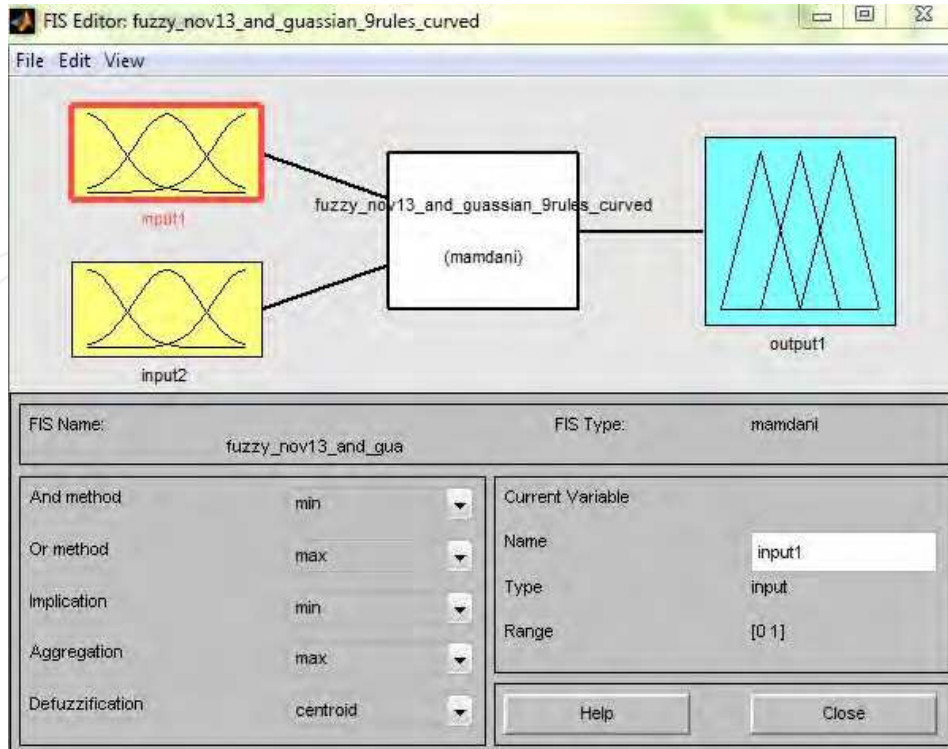 FIS Editor: fuzzy_nov13_and_guassian_9rules_curved
File Edit View
input1
fuzzy_nov13_and_guassian_9rules_curved
(mamdani)
input2
output1
FIS Name:
fuzzy_nov13_and_gua
FIS Type:
mamdani
And method
min
Or method
max
Implication
min
Aggregation
max
Defuzzification
centroid
Current Variable
Name
input1
Type
input
Range
[0 1]
Help
Close